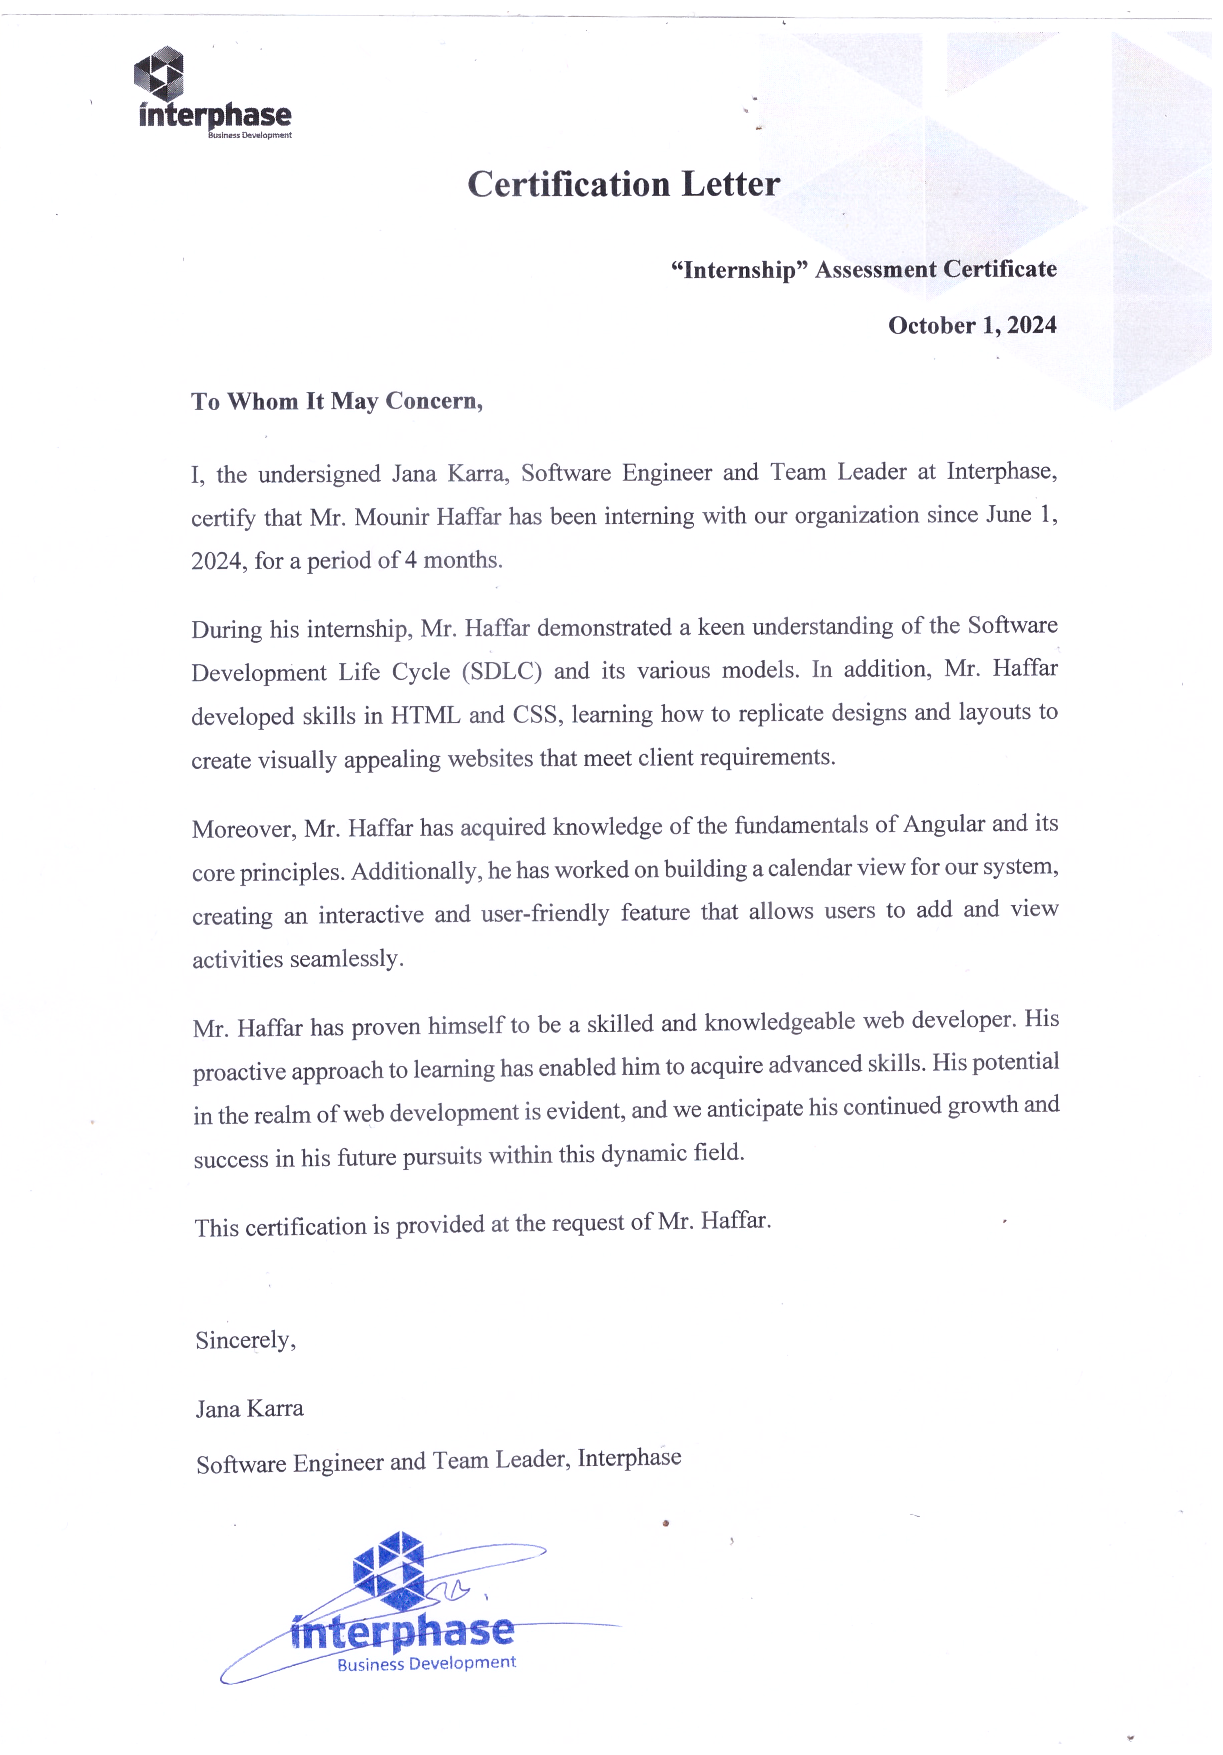 interphase
Business Development
Certification Letter
“Internship” Assessment Certificate
October 1, 2024
To Whom It May Concern,
I, the undersigned Jana Karra, Software Engineer and Team Leader at Interphase,
certify that Mr. Mounir Haffar has been interning with our organization since June 1,
2024, for a period of 4 months.
During his internship, Mr. Haffar demonstrated a keen understanding of the Software
Development Life Cycle (SDLC) and its various models. In addition, Mr. Haffar
developed skills in HTML and CSS, learning how to replicate designs and layouts to
create visually appealing websites that meet client requirements.
Moreover, Mr. Haffar has acquired knowledge of the fundamentals of Angular and its
core principles. Additionally, he has worked on building a calendar view for our system,
creating an interactive and user-friendly feature that allows users to add and view
activities seamlessly.
Mr. Haffar has proven himself to be a skilled and knowledgeable web developer. His
proactive approach to learning has enabled him to acquire advanced skills. His potential
in the realm of web development is evident, and we anticipate his continued growth and
success in his future pursuits within this dynamic field.
This certification is provided at the request of Mr. Haffar.
Sincerely,
Jana Karra
Software Engineer and Team Leader, Interphase
interphase
Business Development